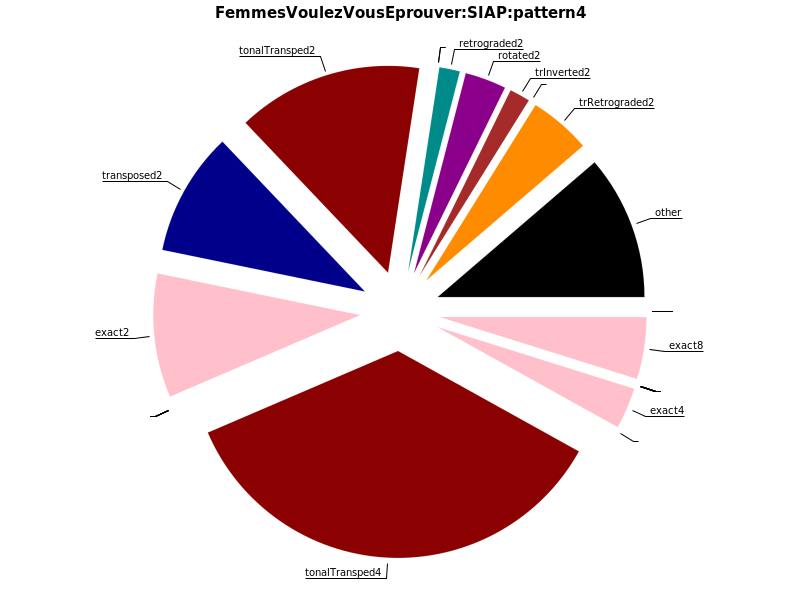 FemmesVoulezVousEprouver:SIAP:pattern4
retrograded2
tonalTransped2
rotated2
trInverted2
trRetrograded2
transposed2
other
exact2
exact8
exact4
tonalTransped4